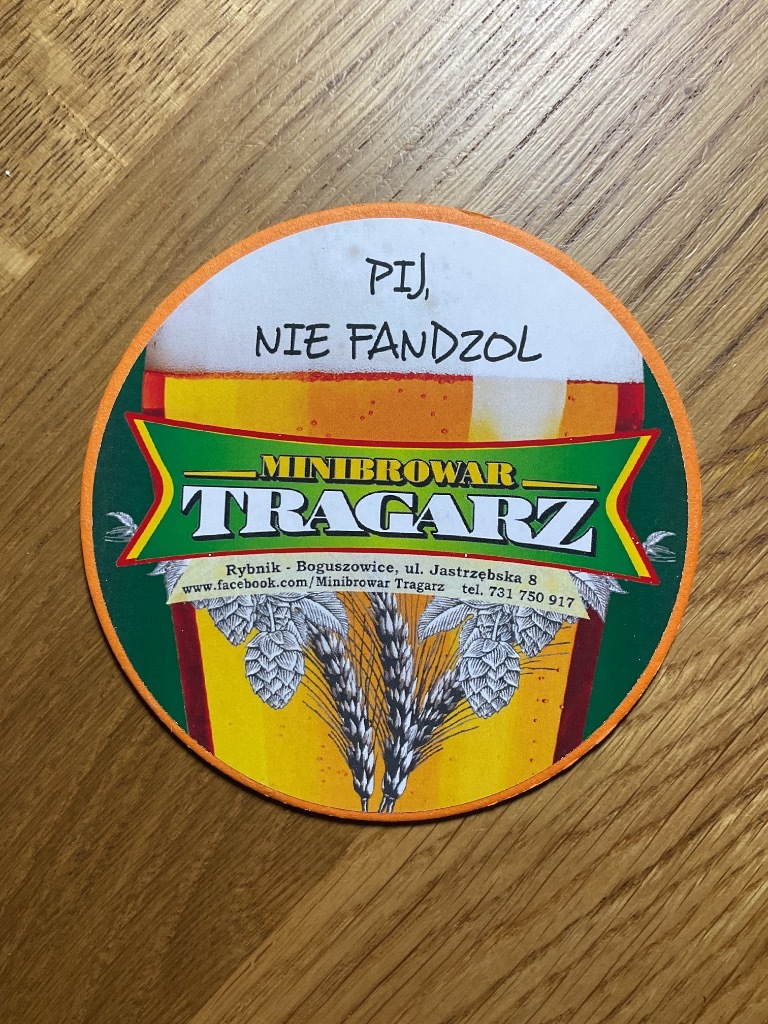 PIJ,
NIE FANDZOL
MINIBROWAR
TRAGARZ
Rybnik - Boguszowice, ul. Jastrzębska 8
www.facebook.com/Minibrowar Tragarz tel. 731 750 917